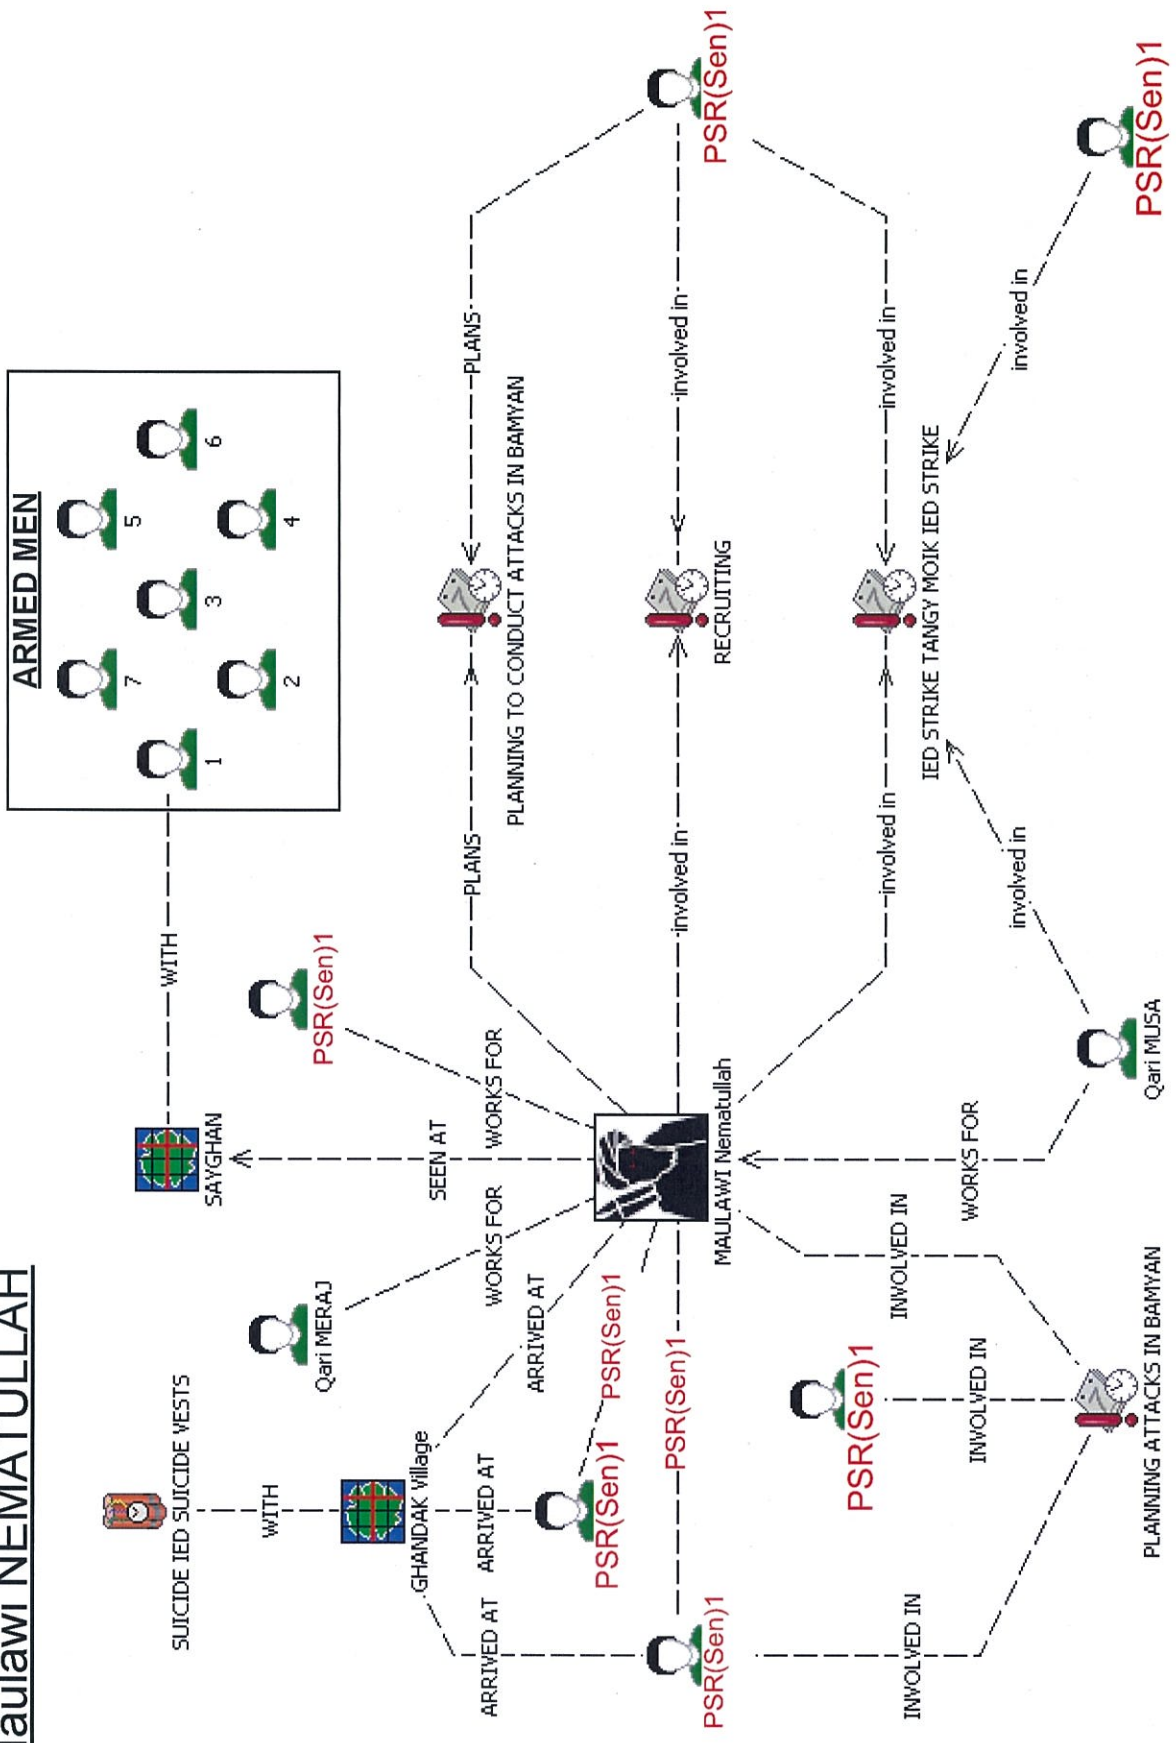 aulawi NEMATULLAH
ARMED MEN
7
5
1
3
6
2
4
SUICIDE IED SUICIDE VESTS
WITH
SAYGHAN
WITH
WITH
Qari MERAJ
PSR(Sen)1
GHANDAK Village
SEEN AT
PLANS
PLANS
ARRIVED AT
ARRIVED AT
WORKS FOR
WORKS FOR
PLANNING TO CONDUCT ATTACKS IN BAMYAN
ARRIVED AT
PSR(Sen)1
PSR(Sen)1
PSR(Sen)1
involved in
involved in
PSR(Sen)1
MAULAWI Nematullah
RECRUITING
PSR(Sen)1
PSR(Sen)1
INVOLVED IN
INVOLVED IN
involved in
involved in
IED STRIKE TANGY MOIK IED STRIKE
INVOLVED IN
WORKS FOR
involved in
involved in
PLANNING ATTACKS IN BAMYAN
Qari MUSA
PSR(Sen)1